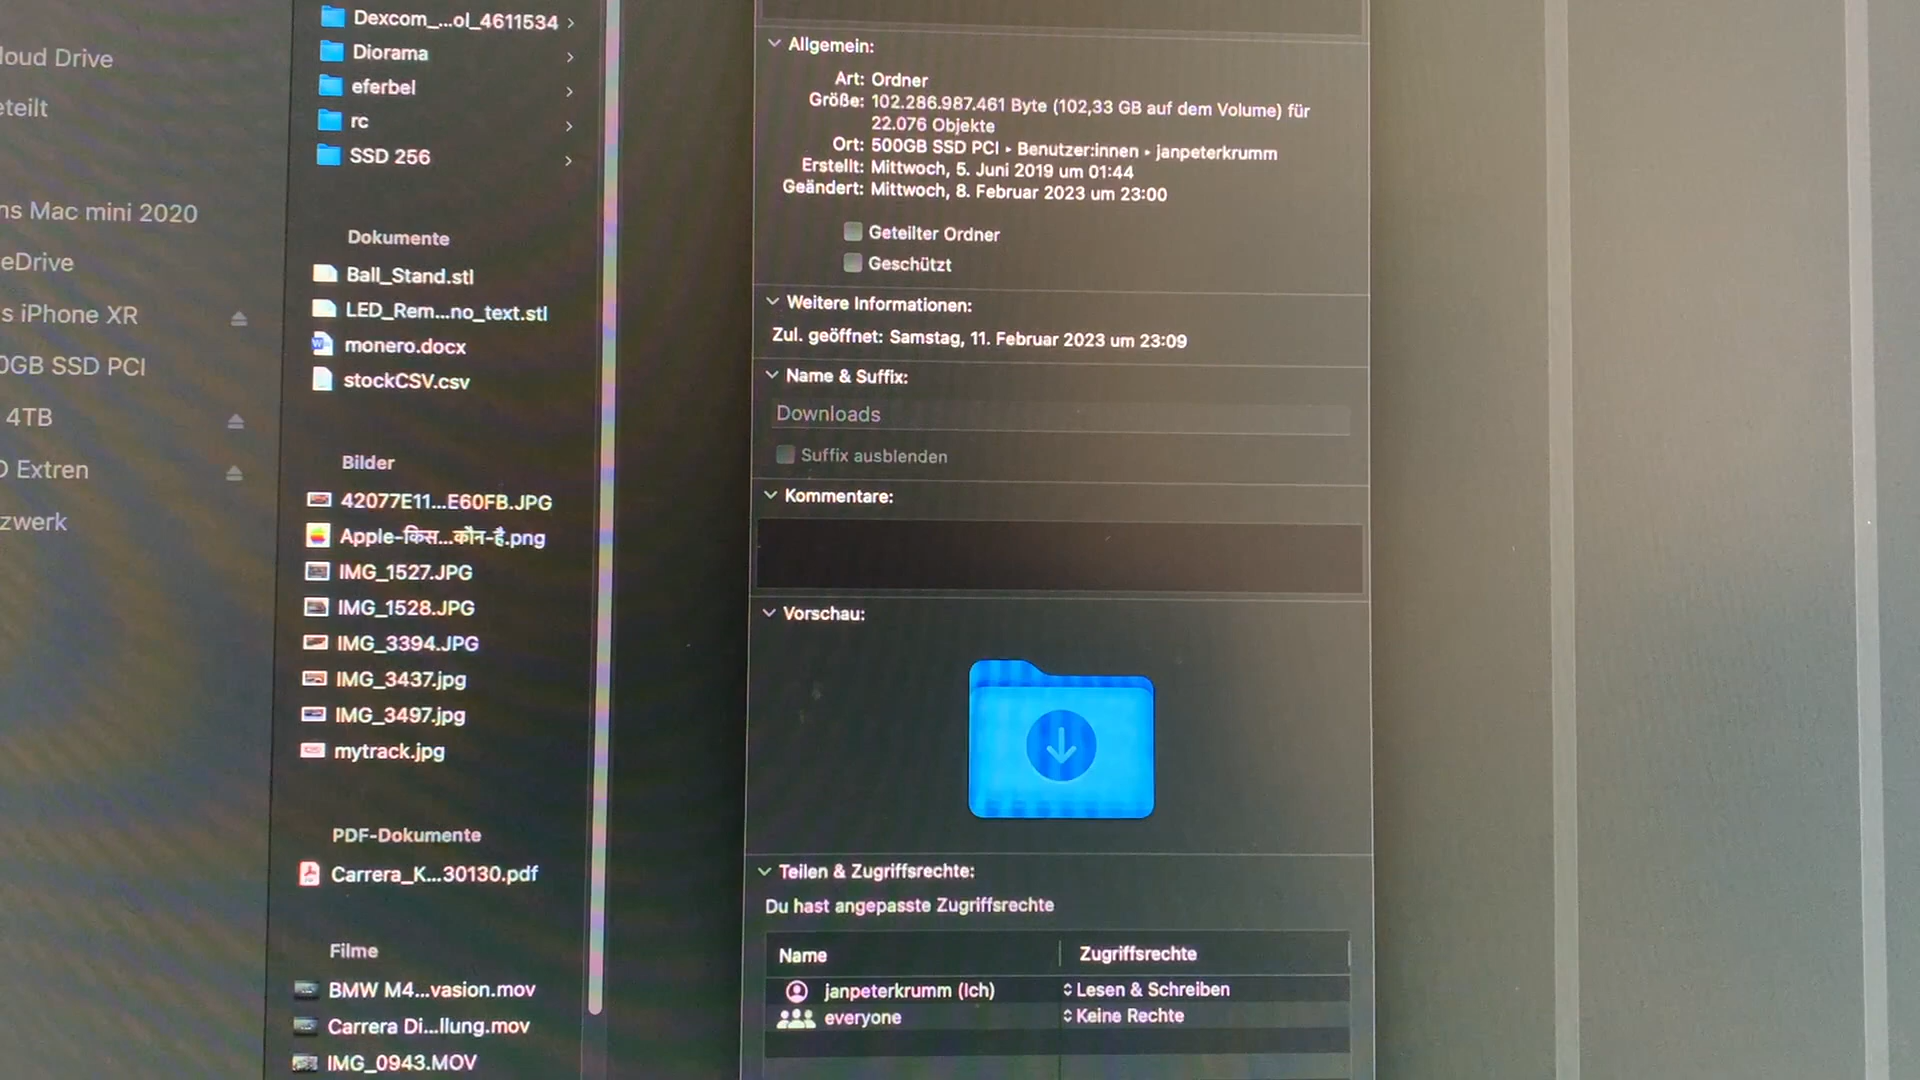 loud Drive
eteilt
ns Mac mini 2020
eDrive
s iPhone XR
0GB SSD PCI
4TB
D Extren
zwerk
Dexcom_...ol_4611534
Diorama
eferbel
rc
SSD 256
Dokumente
Ball_Stand.stl
LED_Rem...no_text.stl
monero.docx
stockCSV.csv
Bilder
42077E11...E60FB.JPG
Apple-किस...कौन-है.png
IMG_1527.JPG
IMG_1528.JPG
IMG_3394.JPG
IMG_3437.jpg
IMG_3497.jpg
mytrack.jpg
PDF-Dokumente
Carrera_K...30130.pdf
Filme
BMW M4...vasion.mov
Carrera Di...llung.mov
IMG_0943.MOV
Allgemein:
Art: Ordner
Größe: 102.286.987.461 Byte (102,33 GB auf dem Volume) für
22.076 Objekte
Ort: 500GB SSD PCI ▸ Benutzer:innen ▸ janpeterkrumm
Erstellt: Mittwoch, 5. Juni 2019 um 01:44
Geändert: Mittwoch, 8. Februar 2023 um 23:00
Geteilter Ordner
Geschützt
Weitere Informationen:
Zul. geöffnet: Samstag, 11. Februar 2023 um 23:09
Name & Suffix:
Downloads
Suffix ausblenden
Kommentare:
Vorschau:
Teilen & Zugriffsrechte:
Du hast angepasste Zugriffsrechte
Name Zugriffsrechte
janpeterkrumm (Ich) Lesen & Schreiben
everyone Keine Rechte